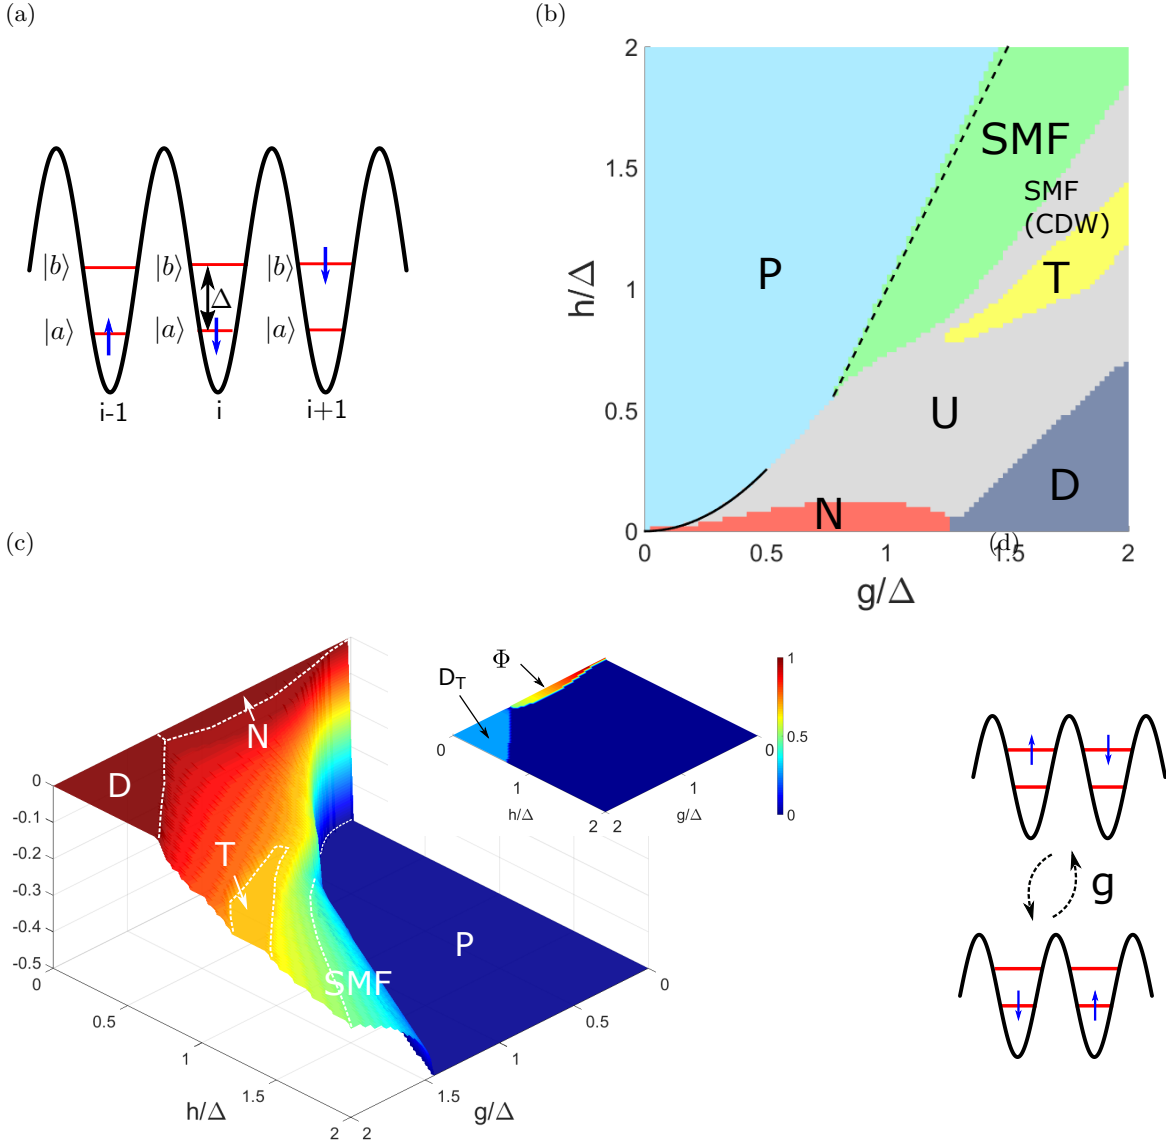 (a)
|b⟩ |b⟩ |b⟩
Δ
|a⟩ |a⟩ |a⟩
i-1 i i+1
(b)
2
1.5
1
0.5
0
h/Δ
P
SMF
SMF
(CDW)
T
U
D
N
0 0.5 1 1.5 2
g/Δ
(c)
0
-0.1
-0.2
-0.3
-0.4
-0.5
0
0.5
1
1.5
2
h/Δ
2
1.5
1
0.5
0
g/Δ
D
N
T
SMF
P
Φ
D_T
0
1
2
h/Δ
2
1
0
g/Δ
1
0.5
0
(d)
g